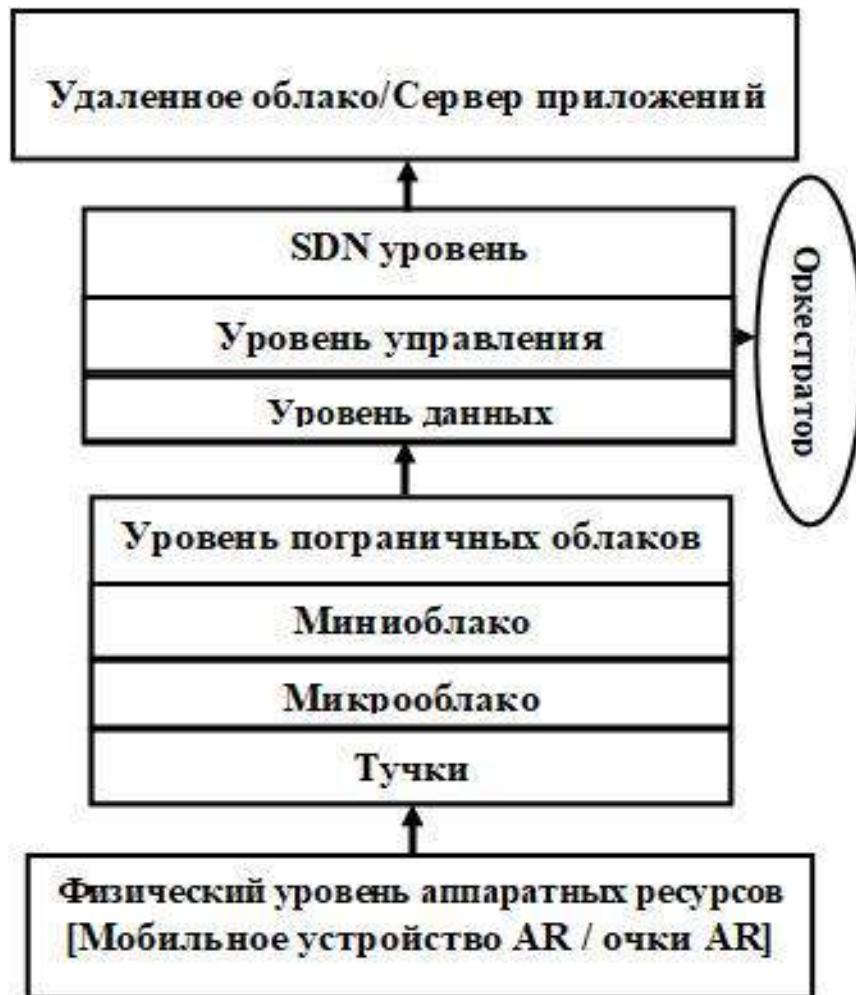 Удаленное облако/Сервер приложений
SDN уровень
Уровень управления
Оркестратор
Уровень данных
Уровень пограничных облаков
Миниоблако
Микрооблако
Тучки
Физический уровень аппаратных ресурсов
[Мобильное устройство AR / очки AR]